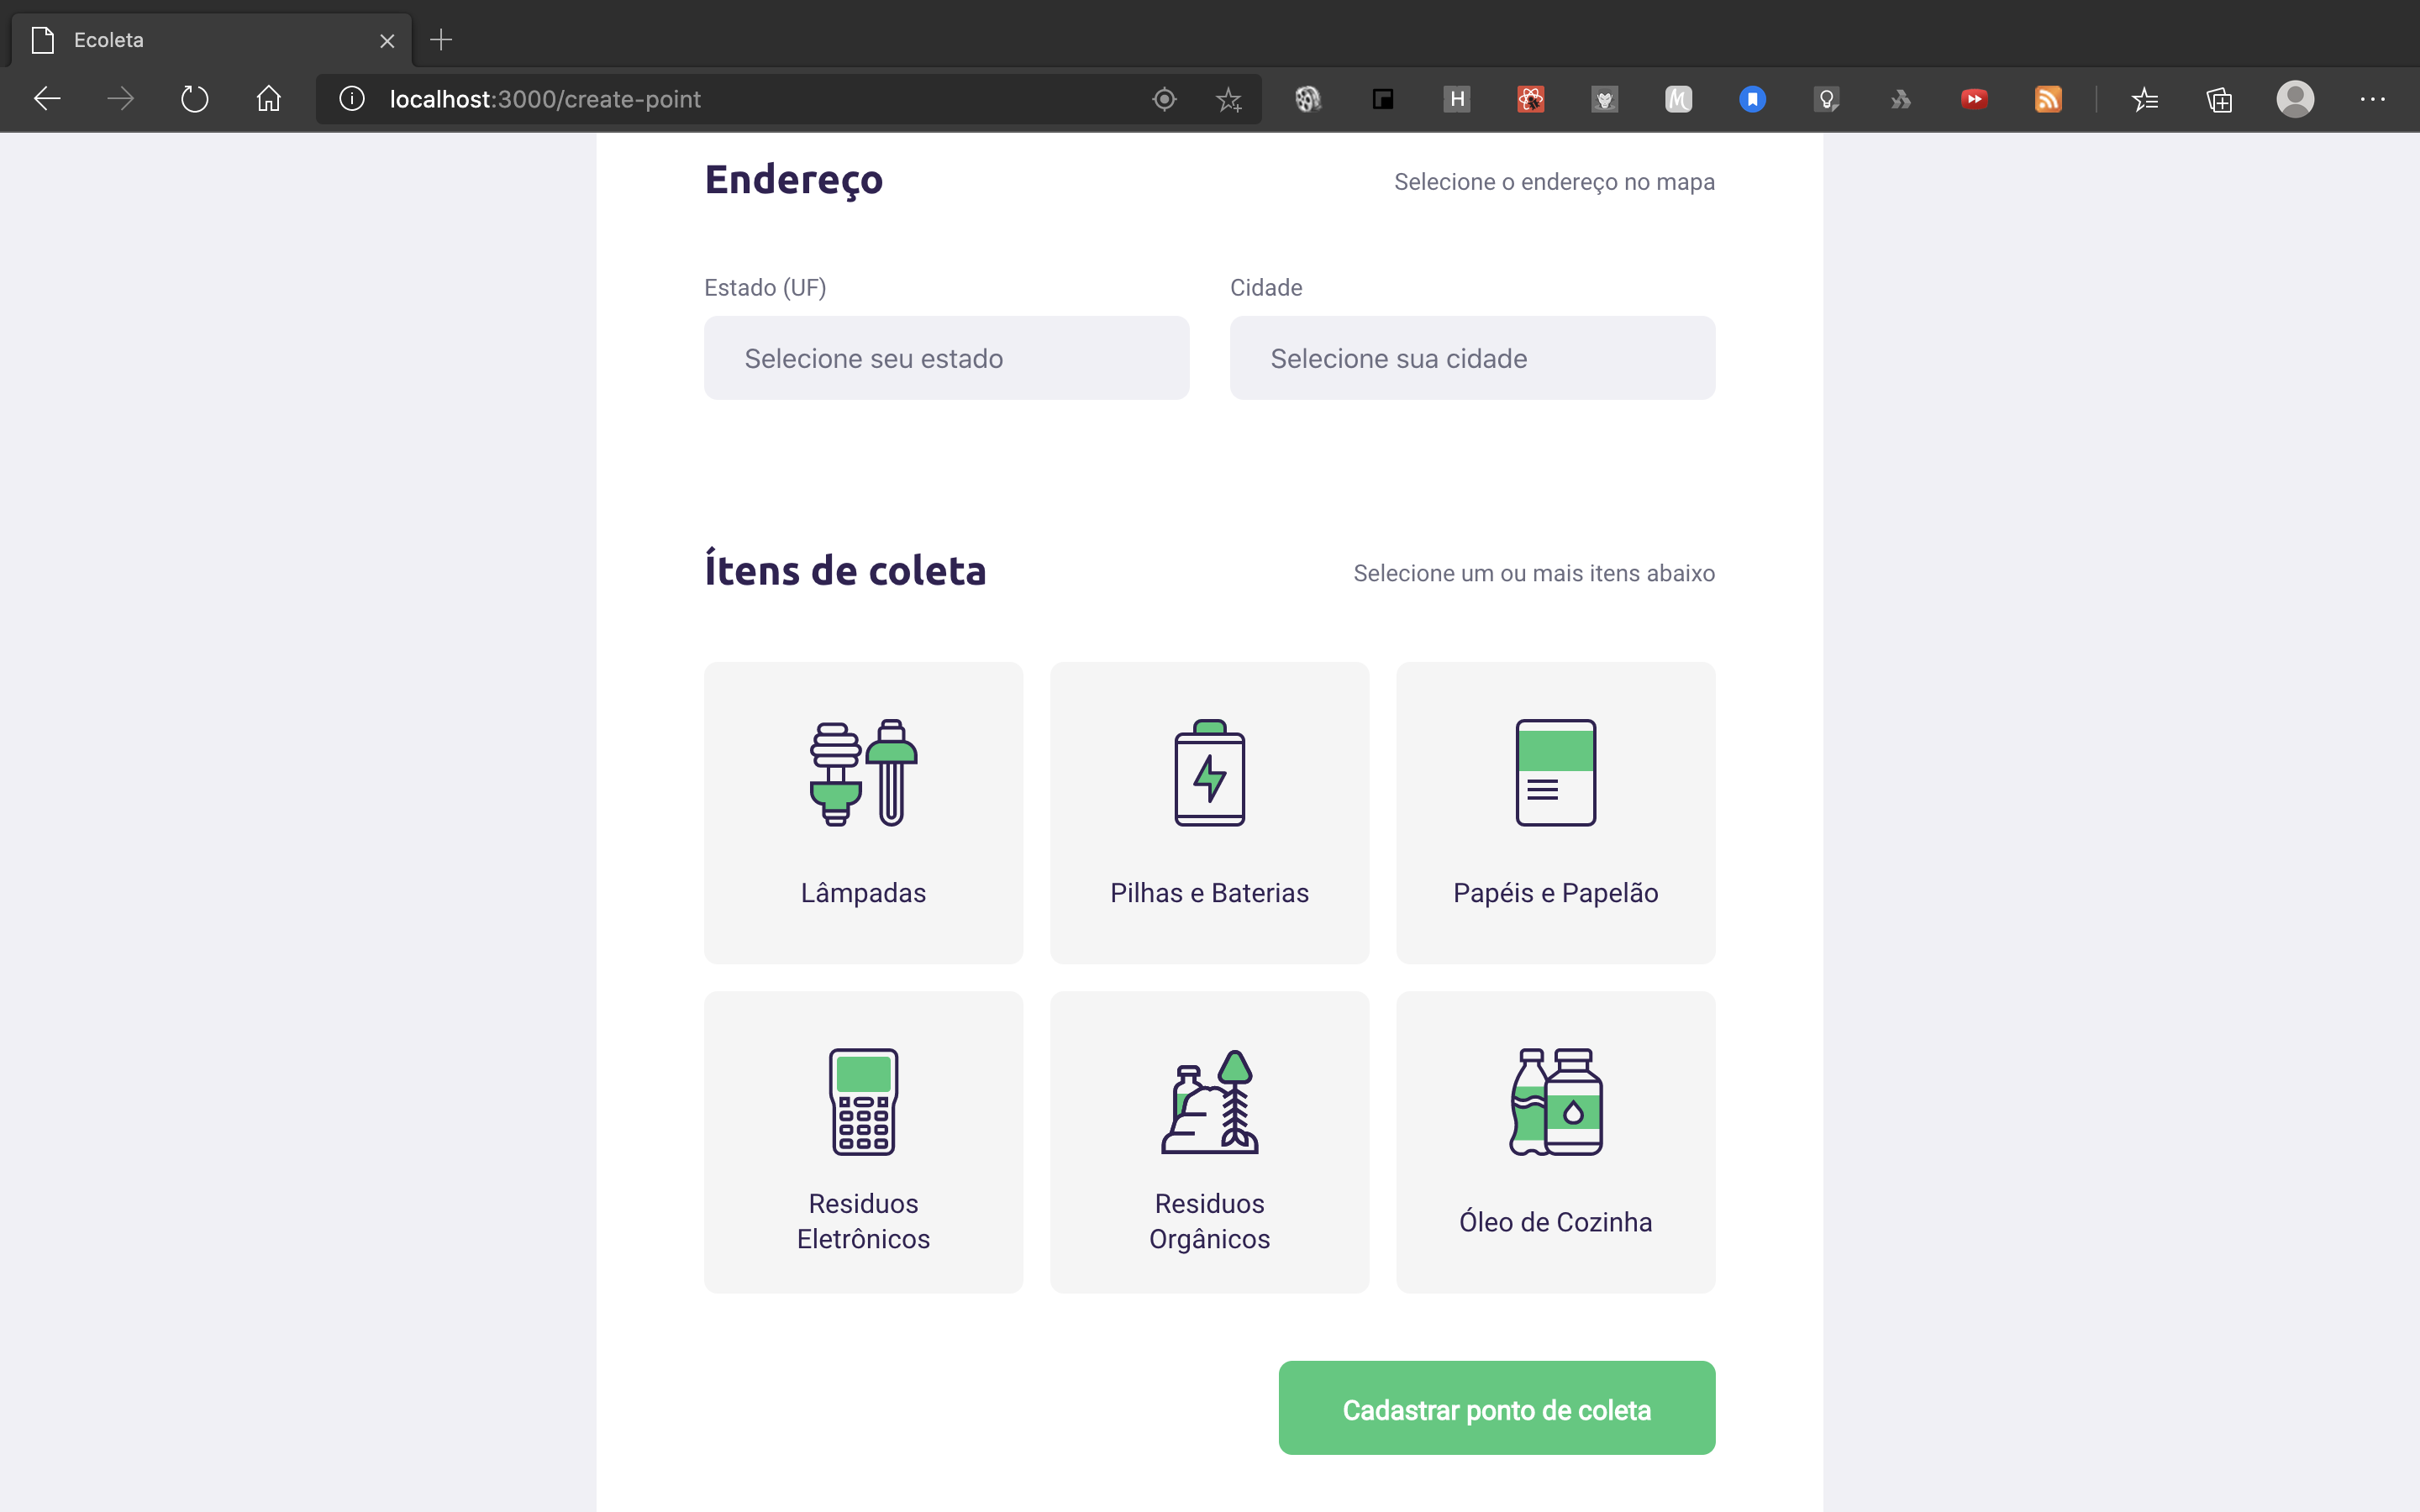 Ecoleta
localhost:3000/create-point
H
M
Endereço
Selecione o endereço no mapa
Estado (UF)
Cidade
Selecione seu estado
Selecione sua cidade
Ítens de coleta
Selecione um ou mais itens abaixo
Lâmpadas
Pilhas e Baterias
Papéis e Papelão
Residuos
Eletrônicos
Residuos
Orgânicos
Óleo de Cozinha
Cadastrar ponto de coleta